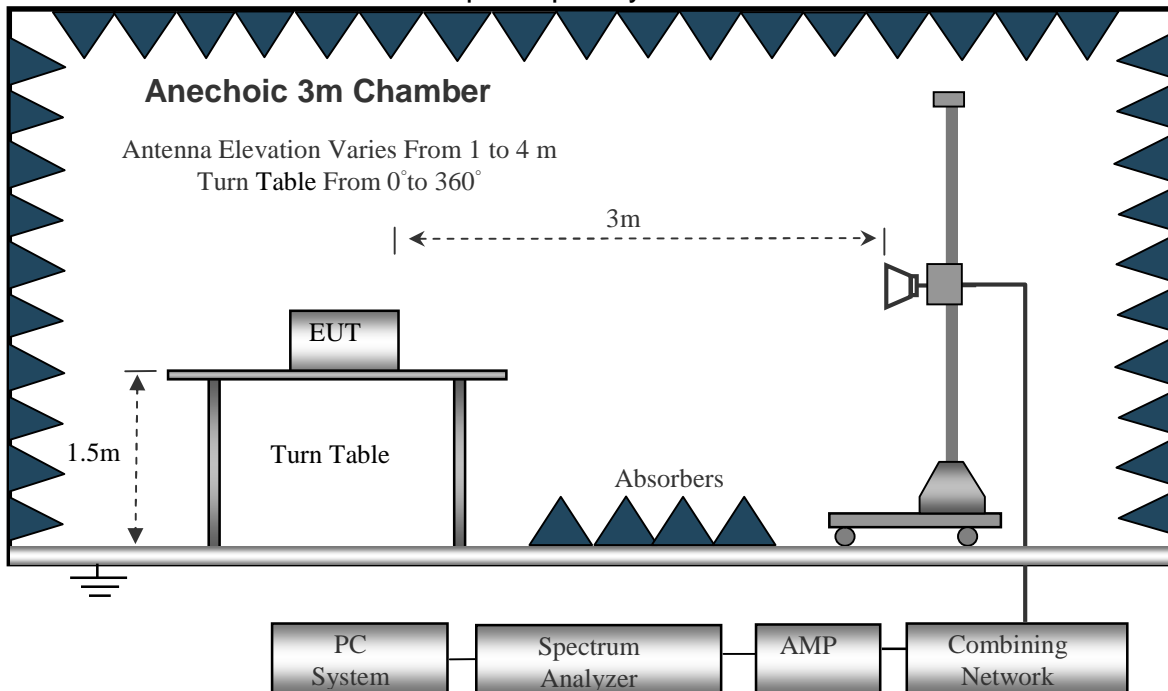 Anechoic 3m Chamber
Antenna Elevation Varies From 1 to 4 m
Turn Table From 0°to 360°
3m
EUT
1.5m
Turn Table
Absorbers
PC
System
Spectrum
Analyzer
AMP
Combining
Network